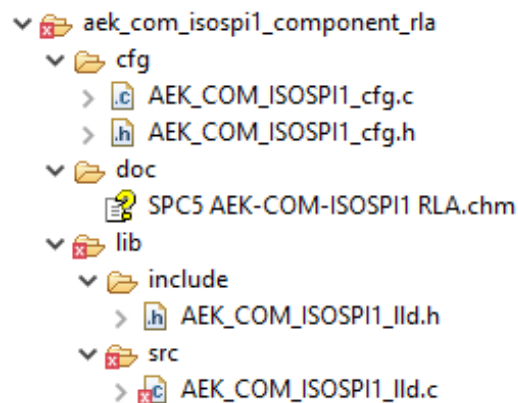 aek_com_isospi1_component_rla
cfg
.c AEK_COM_ISOSPI1_cfg.c
.h AEK_COM_ISOSPI1_cfg.h
doc
SPC5 AEK-COM-ISOSPI1 RLA.chm
lib
include
.h AEK_COM_ISOSPI1_lld.h
src
.c AEK_COM_ISOSPI1_lld.c